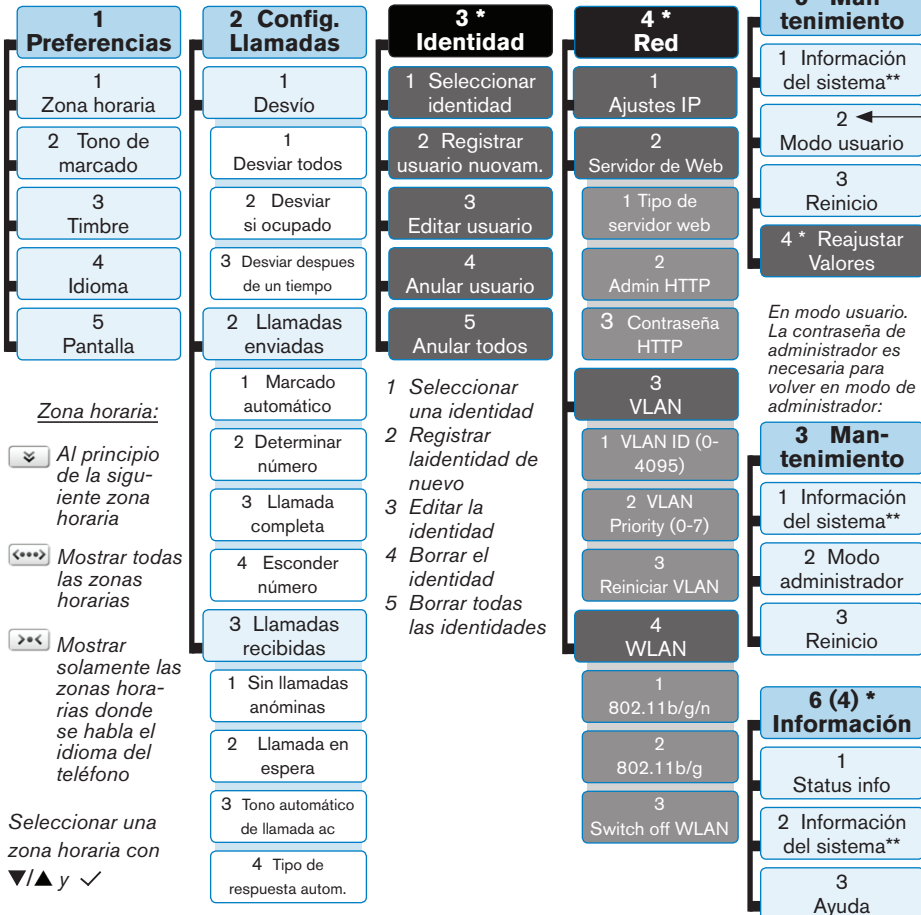 1
Preferencias
1
Zona horaria
2 Tono de
marcado
3
Timbre
4
Idioma
5
Pantalla
Zona horaria:
Al principio
de la sigu-
iente zona
horaria
Mostrar todas
las zonas
horarias
Mostrar
solamente las
zonas hora-
rias donde
se habla el
idioma del
teléfono
Seleccionar una
zona horaria con
▼/▲ y ✓
2 Config.
Llamadas
1
Desvío
1
Desviar todos
2 Desviar
si ocupado
3 Desviar despues
de un tiempo
2 Llamadas
enviadas
1 Marcado
automático
2 Determinar
número
3 Llamada
completa
4 Esconder
número
3 Llamadas
recibidas
1 Sin llamadas
anóminas
2 Llamada en
espera
3 Tono automático
de llamada ac
4 Tipo de
respuesta autom.
3 *
Identidad
1 Seleccionar
identidad
2 Registrar
usuario nuovam.
3
Editar usuario
4
Anular usuario
5
Anular todos
1 Seleccionar
una identidad
2 Registrar
laidentidad de
nuevo
3 Editar la
identidad
4 Borrar el
identidad
5 Borrar todas
las identidades
4 *
Red
1
Ajustes IP
2
Servidor de Web
1 Tipo de
servidor web
2
Admin HTTP
3 Contraseña
HTTP
3
VLAN
1 VLAN ID (0-
4095)
2 VLAN
Priority (0-7)
3
Reiniciar VLAN
4
WLAN
1
802.11b/g/n
2
802.11b/g
3
Switch off WLAN
Man-
tenimiento
1 Información
del sistema**
2
Modo usuario
3
Reinicio
4 * Reajustar
Valores
En modo usuario.
La contraseña de
administrador es
necesaria para
volver en modo de
administrador:
3 Man-
tenimiento
1 Información
del sistema**
2 Modo
administrador
3
Reinicio
6 (4) *
Información
1
Status info
2 Información
del sistema**
3
Ayuda